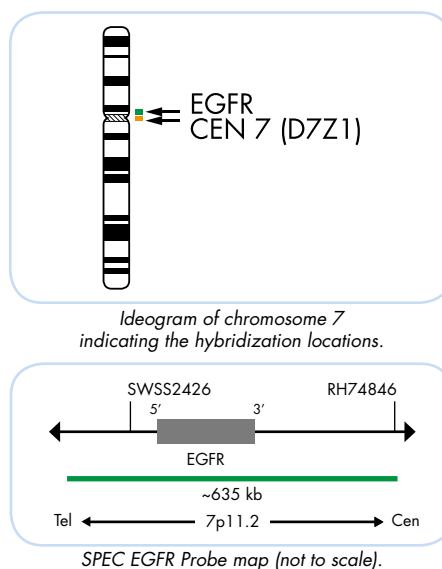 EGFR
CEN 7 (D7Z1)
Ideogram of chromosome 7
indicating the hybridization locations.
SWSS2426 RH74846
5’ 3’
EGFR
~635 kb
Tel 7p11.2 Cen
SPEC EGFR Probe map (not to scale).